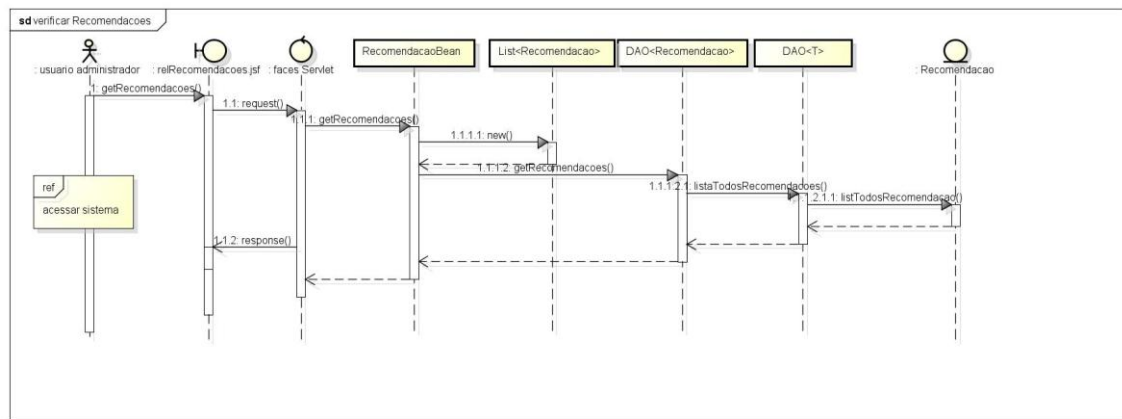 sd verificar Recomendacoes
: usuario administrador
: relRecomendacoes.jsf
: faces Servlet
RecomendacaoBean
List<Recomendacao>
DAO<Recomendacao>
DAO<T>
: Recomendacao
1: getRecomendacoes()
1.1: request()
1.1.1: getRecomendacoes()
1.1.1.1: new()
1.1.1.2: getRecomendacoes()
1.1.1.2.1: listaTodosRecomendacoes()
.2.1.1: listTodosRecomendacao()
ref
acessar sistema
1.1.2: response()